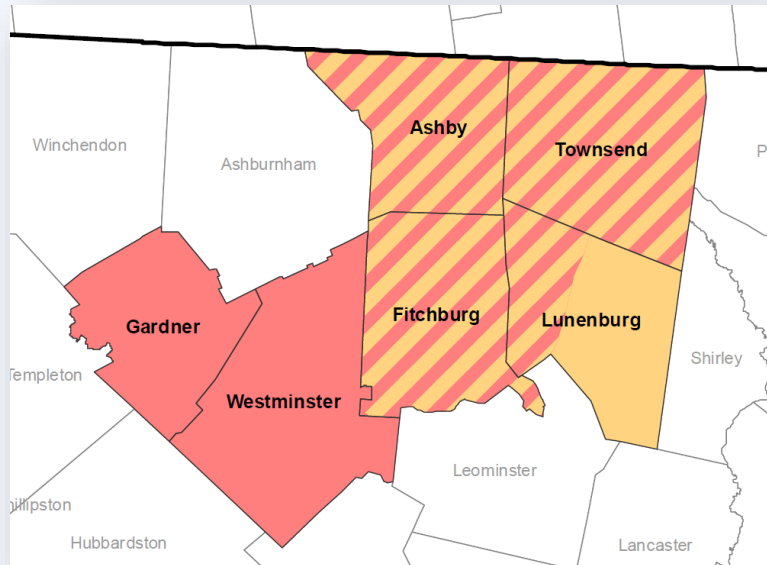 Ashby
Townsend
Winchendon
Ashburnham
P
Gardner
Fitchburg
Lunenburg
Shirley
Templeton
Westminster
Leominster
illipston
Hubbardston
Lancaster